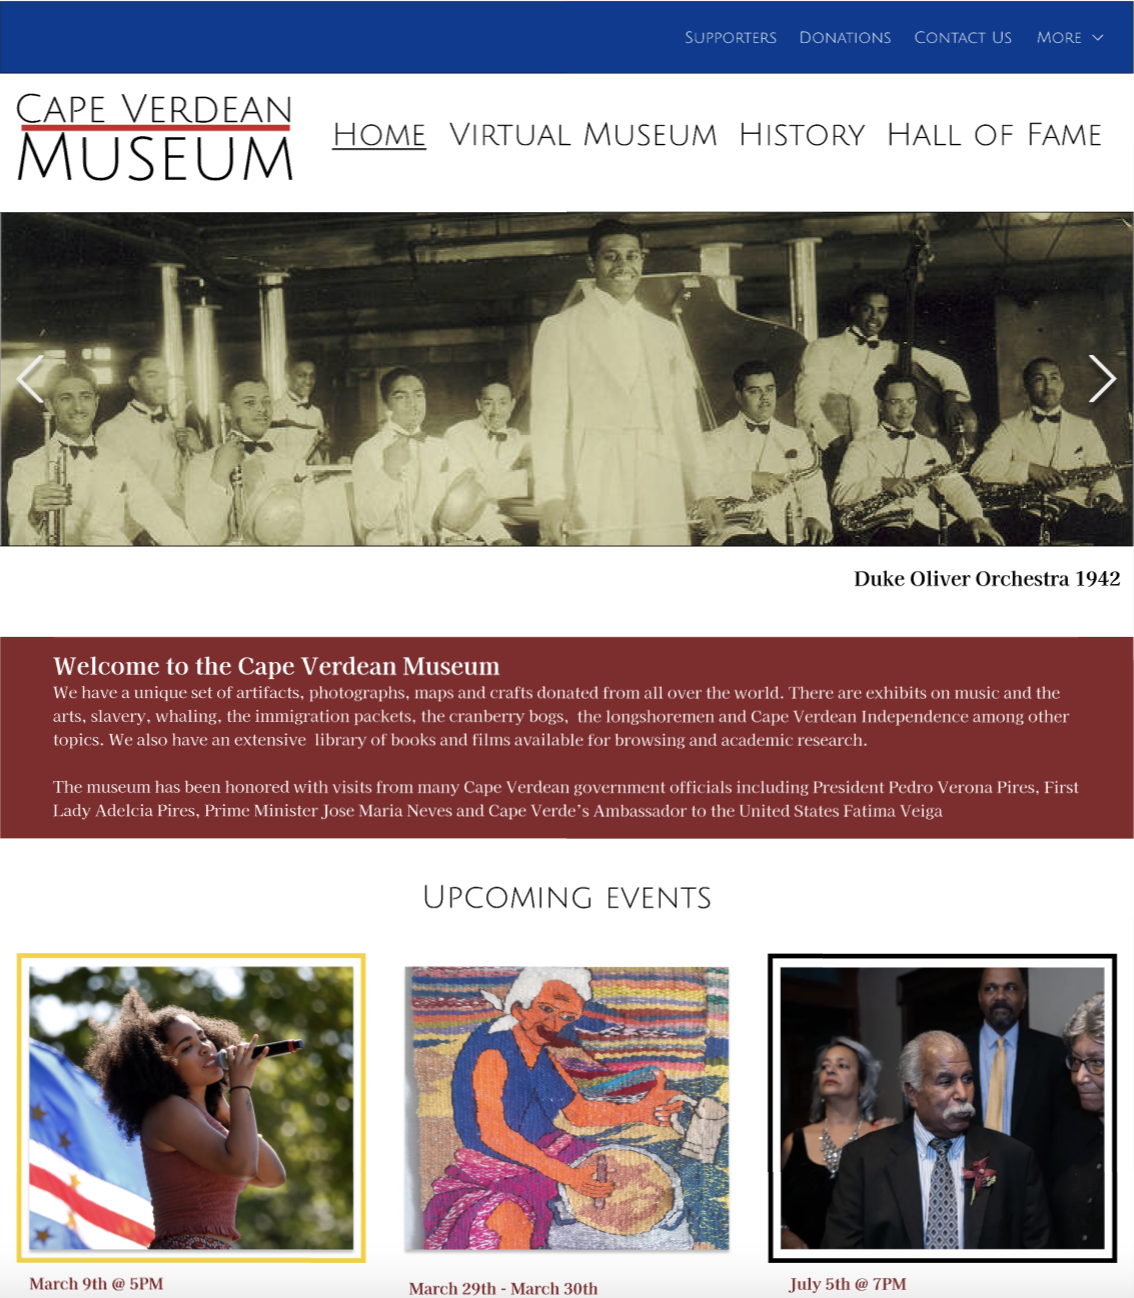 Supporters Donations Contact Us More
Cape Verdean
Museum
Home Virtual Museum History Hall of Fame
Duke Oliver Orchestra 1942
Welcome to the Cape Verdean Museum
We have a unique set of artifacts, photographs, maps and crafts donated from all over the world. There are exhibits on music and the
arts, slavery, whaling, the immigration packets, the cranberry bogs, the longshoremen and Cape Verdean Independence among other
topics. We also have an extensive library of books and films available for browsing and academic research.
The museum has been honored with visits from many Cape Verdean government officials including President Pedro Verona Pires, First
Lady Adelcia Pires, Prime Minister Jose Maria Neves and Cape Verde's Ambassador to the United States Fatima Veiga
Upcoming events
March 9th @ 5PM
March 29th - March 30th
July 5th @ 7PM